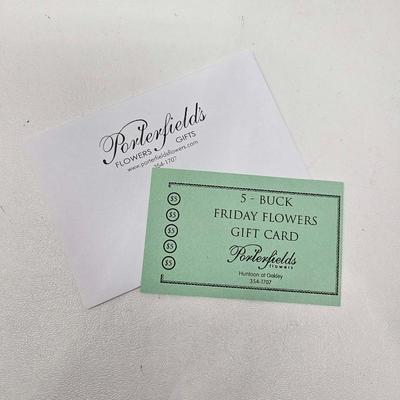 Porterfield's
FLOWERS GIFTS
www.porterfieldsflowers.com
354-1707
5 - BUCK
FRIDAY FLOWERS
GIFT CARD
Porterfield's
flowers
Huntoon at Oakley
354-1707
$5
$5
$5
$5
$5